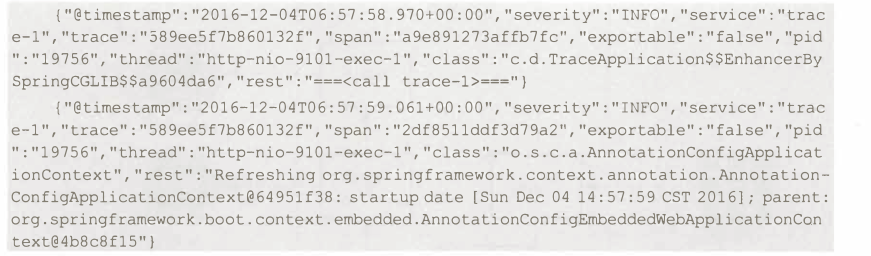 {"@timestamp":"2016-12-04T06:57:58.970+00:00","severity":"INFO","service":"trac
e-1","trace":"589ee5f7b860132f","span":"a9e891273affb7fc","exportable":"false","pid
":"19756","thread":"http-nio-9101-exec-1","class":"c.d.TraceApplication$$EnhancerBy
SpringCGLIB$$a9604da6","rest":"===<call trace-1>==="}
{"@timestamp":"2016-12-04T06:57:59.061+00:00","severity":"INFO","service":"trac
e-1","trace":"589ee5f7b860132f","span":"2df8511ddf3d79a2","exportable":"false","pid
":"19756","thread":"http-nio-9101-exec-1","class":"o.s.c.a.AnnotationConfigApplicat
ionContext","rest":"Refreshing org.springframework.context.annotation.Annotation-
ConfigApplicationContext@64951f38: startup date [Sun Dec 04 14:57:59 CST 2016]; parent:
org.springframework.boot.context.embedded.AnnotationConfigEmbeddedWebApplicationCon
text@4b8c8f15"}